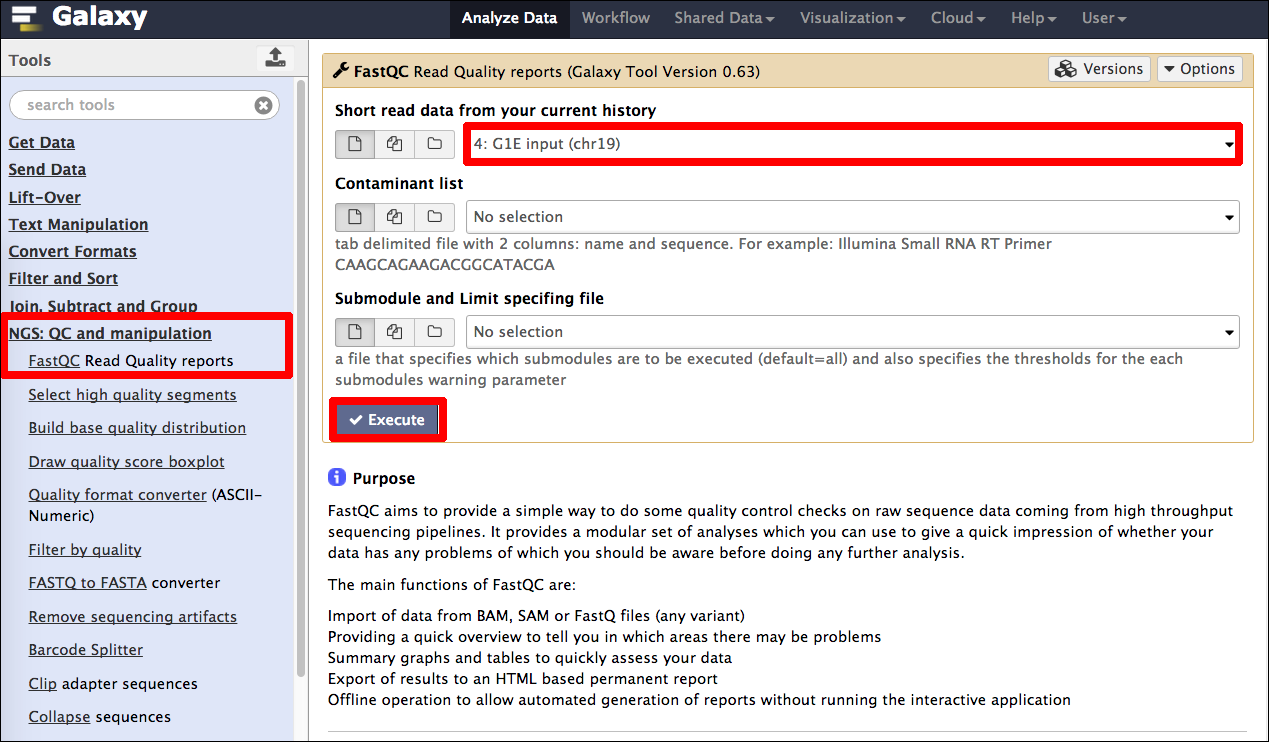 Galaxy
Analyze Data
Workflow
Shared Data
Visualization
Cloud
Help
User
Tools
search tools
Get Data
Send Data
Lift-Over
Text Manipulation
Convert Formats
Filter and Sort
Join, Subtract and Group
NGS: QC and manipulation
FastQC Read Quality reports
Select high quality segments
Build base quality distribution
Draw quality score boxplot
Quality format converter (ASCII-
Numeric)
Filter by quality
FASTQ to FASTA converter
Remove sequencing artifacts
Barcode Splitter
Clip adapter sequences
Collapse sequences
FastQC Read Quality reports (Galaxy Tool Version 0.63)
Versions
Options
Short read data from your current history
4: G1E input (chr19)
Contaminant list
No selection
tab delimited file with 2 columns: name and sequence. For example: Illumina Small RNA RT Primer
CAAGCAGAAGACGGCATACGA
Submodule and Limit specifing file
No selection
a file that specifies which submodules are to be executed (default=all) and also specifies the thresholds for the each
submodules warning parameter
Execute
Purpose
FastQC aims to provide a simple way to do some quality control checks on raw sequence data coming from high throughput
sequencing pipelines. It provides a modular set of analyses which you can use to give a quick impression of whether your
data has any problems of which you should be aware before doing any further analysis.
The main functions of FastQC are:
Import of data from BAM, SAM or FastQ files (any variant)
Providing a quick overview to tell you in which areas there may be problems
Summary graphs and tables to quickly assess your data
Export of results to an HTML based permanent report
Offline operation to allow automated generation of reports without running the interactive application